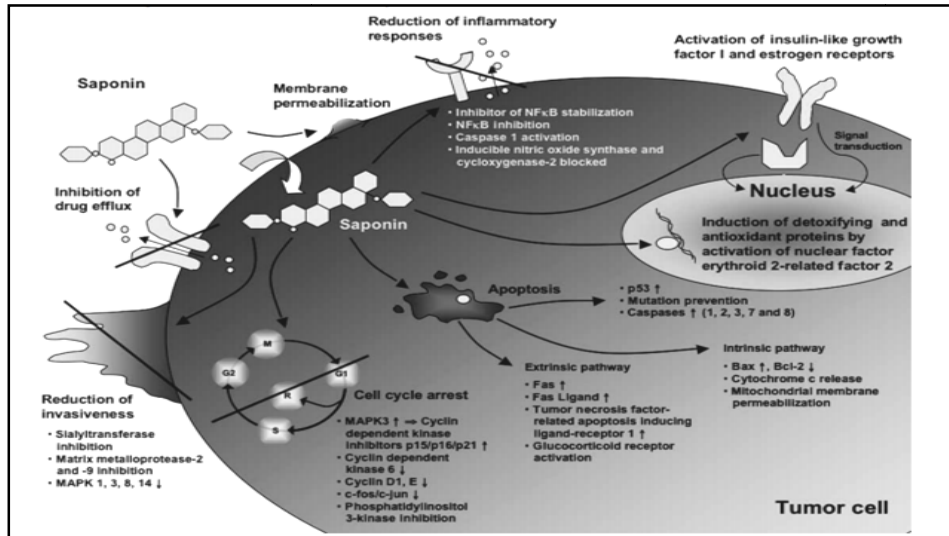 Reduction of inflammatory
responses
Activation of insulin-like growth
factor I and estrogen receptors
Saponin
Membrane
permeabilization
• Inhibitor of NFκB stabilization
• NFκB inhibition
• Caspase 1 activation
• Inducible nitric oxide synthase and
cycloxygenase-2 blocked
Signal
transduction
Inhibition of
drug efflux
Saponin
Nucleus
Induction of detoxifying and
antioxidant proteins by
activation of nuclear factor
erythroid 2-related factor 2
Apoptosis
• p53 ↑
• Mutation prevention
• Caspases ↑ (1, 2, 3, 7 and 8)
M
G2
G1
R
S
Cell cycle arrest
• MAPK3 ↑ ⇒ Cyclin
dependent kinase
inhibitors p15/p16/p21 ↑
• Cyclin dependent
kinase 6 ↓
• Cyclin D1, E ↓
• c-fos/c-jun ↓
• Phosphatidylinositol
3-kinase inhibition
Extrinsic pathway
• Fas ↑
• Fas Ligand ↑
• Tumor necrosis factor-
related apoptosis inducing
ligand-receptor 1 ↑
• Glucocorticoid receptor
activation
Intrinsic pathway
• Bax ↑, Bcl-2 ↓
• Cytochrome c release
• Mitochondrial membrane
permeabilization
Reduction of
invasiveness
• Sialyltransferase
inhibition
• Matrix metalloprotease-2
and -9 inhibition
• MAPK 1, 3, 8, 14 ↓
Tumor cell